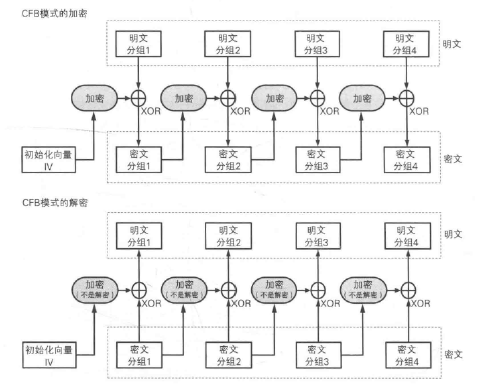 CFB模式的加密
明文
分组1
明文
分组2
明文
分组3
明文
分组4
明文
加密
加密
加密
加密
XOR
XOR
XOR
XOR
初始化向量
IV
密文
分组1
密文
分组2
密文
分组3
密文
分组4
密文
CFB模式的解密
明文
分组1
明文
分组2
明文
分组3
明文
分组4
明文
加密
(不是解密)
加密
(不是解密)
加密
(不是解密)
加密
(不是解密)
XOR
XOR
XOR
XOR
初始化向量
IV
密文
分组1
密文
分组2
密文
分组3
密文
分组4
密文